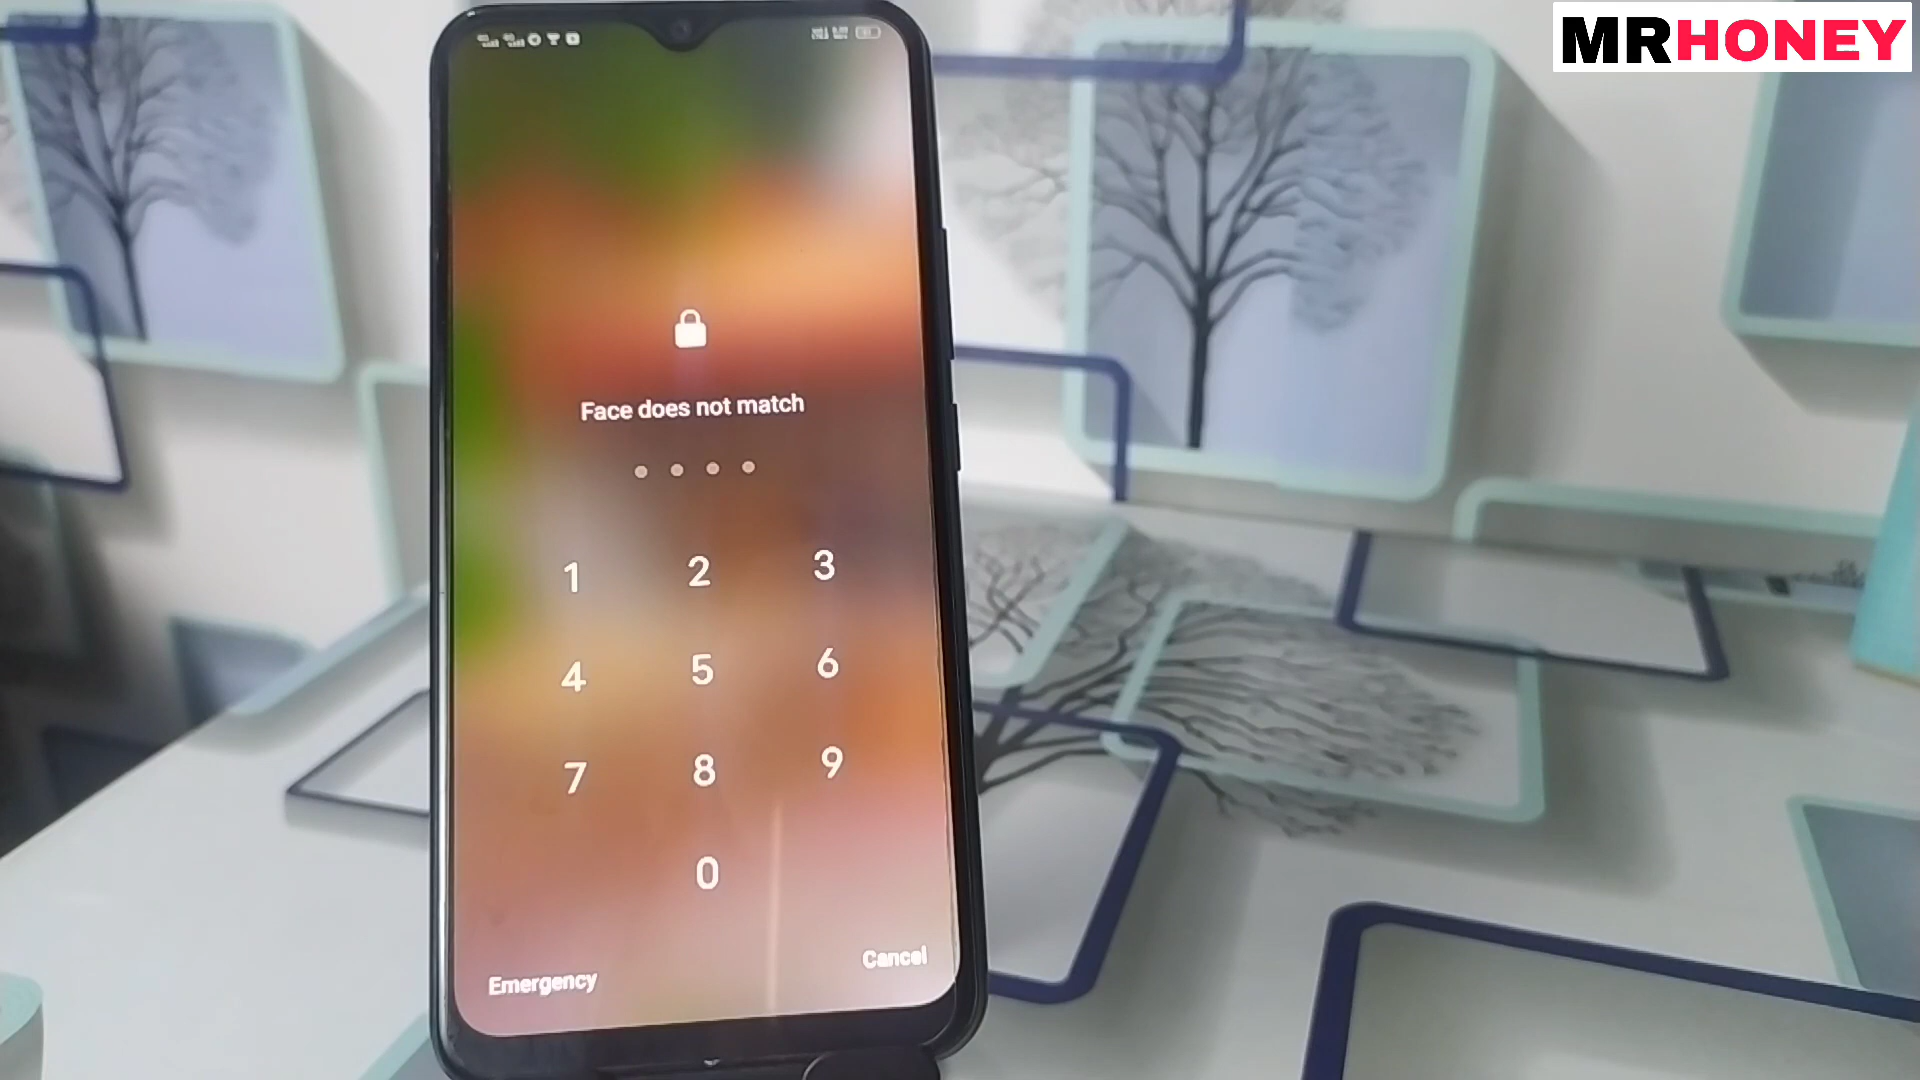 MRHONEY
Face does not match
1 2 3
4 5 6
7 8 9
0
Emergency
Cancel